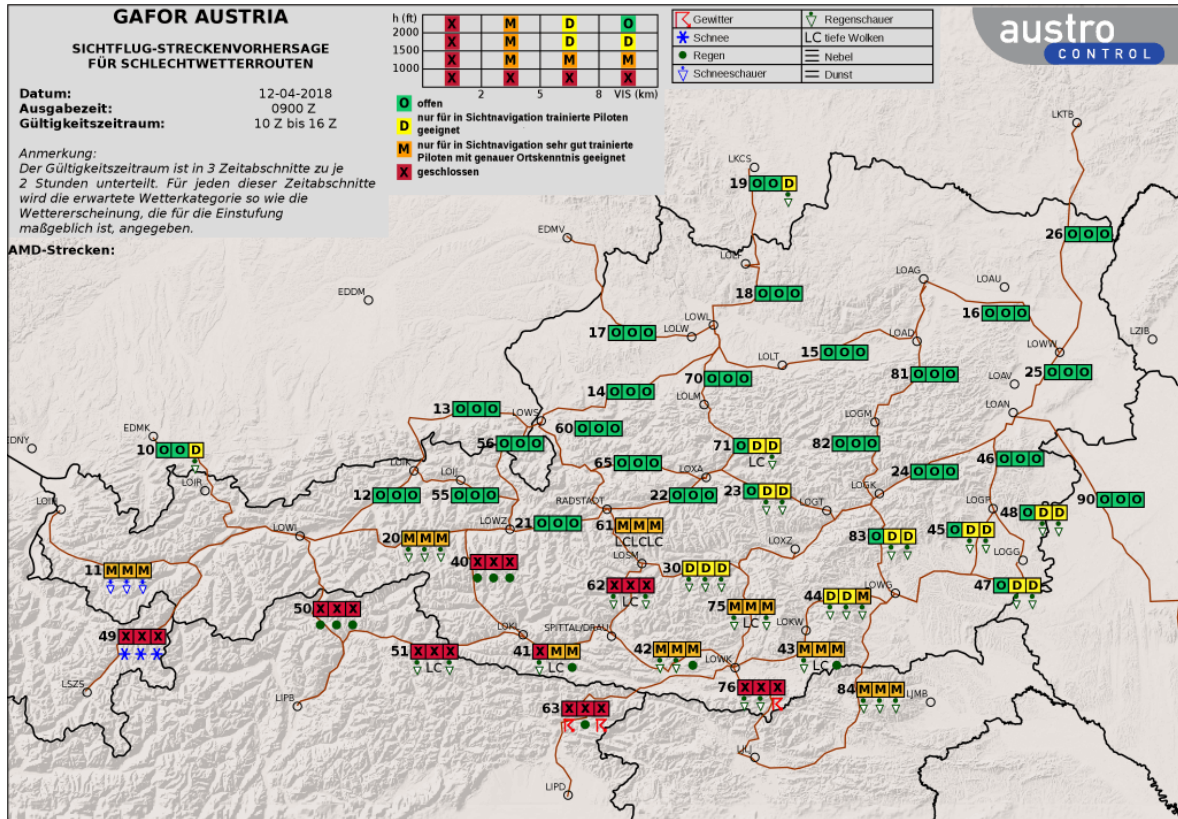 GAFOR AUSTRIA
SICHTFLUG-STRECKENVORHERSAGE
FÜR SCHLECHTWETTERROUTEN
Datum: 12-04-2018
Ausgabezeit: 0900 Z
Gültigkeitszeitraum: 10 Z bis 16 Z
Anmerkung:
Der Gültigkeitszeitraum ist in 3 Zeitabschnitte zu je
2 Stunden unterteilt. Für jeden dieser Zeitabschnitte
wird die erwartete Wetterkategorie so wie die
Wettererscheinung, die für die Einstufung
maßgeblich ist, angegeben.
AMD-Strecken:
h (ft)
X M D O
2000
X M D D
1500
X M M M
1000
X X X X
2 5 8 VIS (km)
O offen
D nur für in Sichtnavigation trainierte Piloten
geeignet
M nur für in Sichtnavigation sehr gut trainierte
Piloten mit genauer Ortskenntnis geeignet
X geschlossen
Gewitter Regenschauer
Schnee LC tiefe Wolken
Regen Nebel
Schneeschauer Dunst
austro
CONTROL
LKTB
LKCS
19 O O D
EDMV
26 O O O
LOLF
EDDM
LOAG
LOAU
18 O O O
16 O O O
LOWL
17 O O O
LOLW
LOAD
LZIB
15 O O O
LOWW
LOLT
81 O O O
25 O O O
70 O O O
LOAV
14 O O O
LOLM
13 O O O
LOWS
LOAN
LOGM
60 O O O
EDNY
EDMK
56 O O O
82 O O O
10 O O D
71 O D D
LC
LOIK
65 O O O
46 O O O
LOIJ
LOXA
24 O O O
LOIR
12 O O O
55 O O O
22 O O O
23 O D D
LOGK
90 O O O
LOIH
RADSTADT
LOGT
LOGP
48 O D D
21 O O O
LOWZ
61 M M M
LCLCLC
45 O D D
LOWI
20 M M M
83 O D D
LOXZ
40 X X X
LOSM
LOGG
11 M M M
30 D D D
62 X X X
LC
LOWG
47 O D D
44 D D M
50 X X X
75 M M M
LC
49 X X X
LOKL
SPITTAL/DRAU
LOKW
51 X X X
LC
41 X M M
LC
42 M M M
43 M M M
LC
LOWK
LSZS
76 X X X
84 M M M
LJMB
LIPB
63 X X X
LIPD